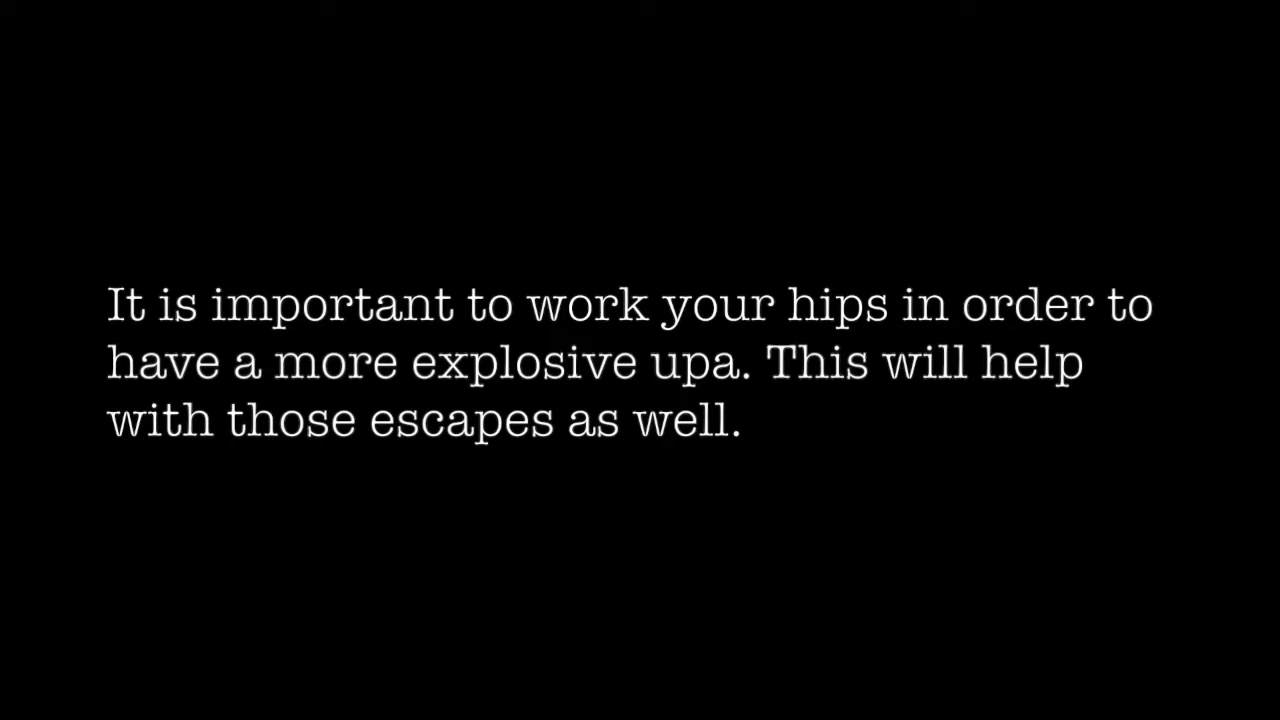 It is important to work your hips in order to
have a more explosive upa. This will help
with those escapes as well.